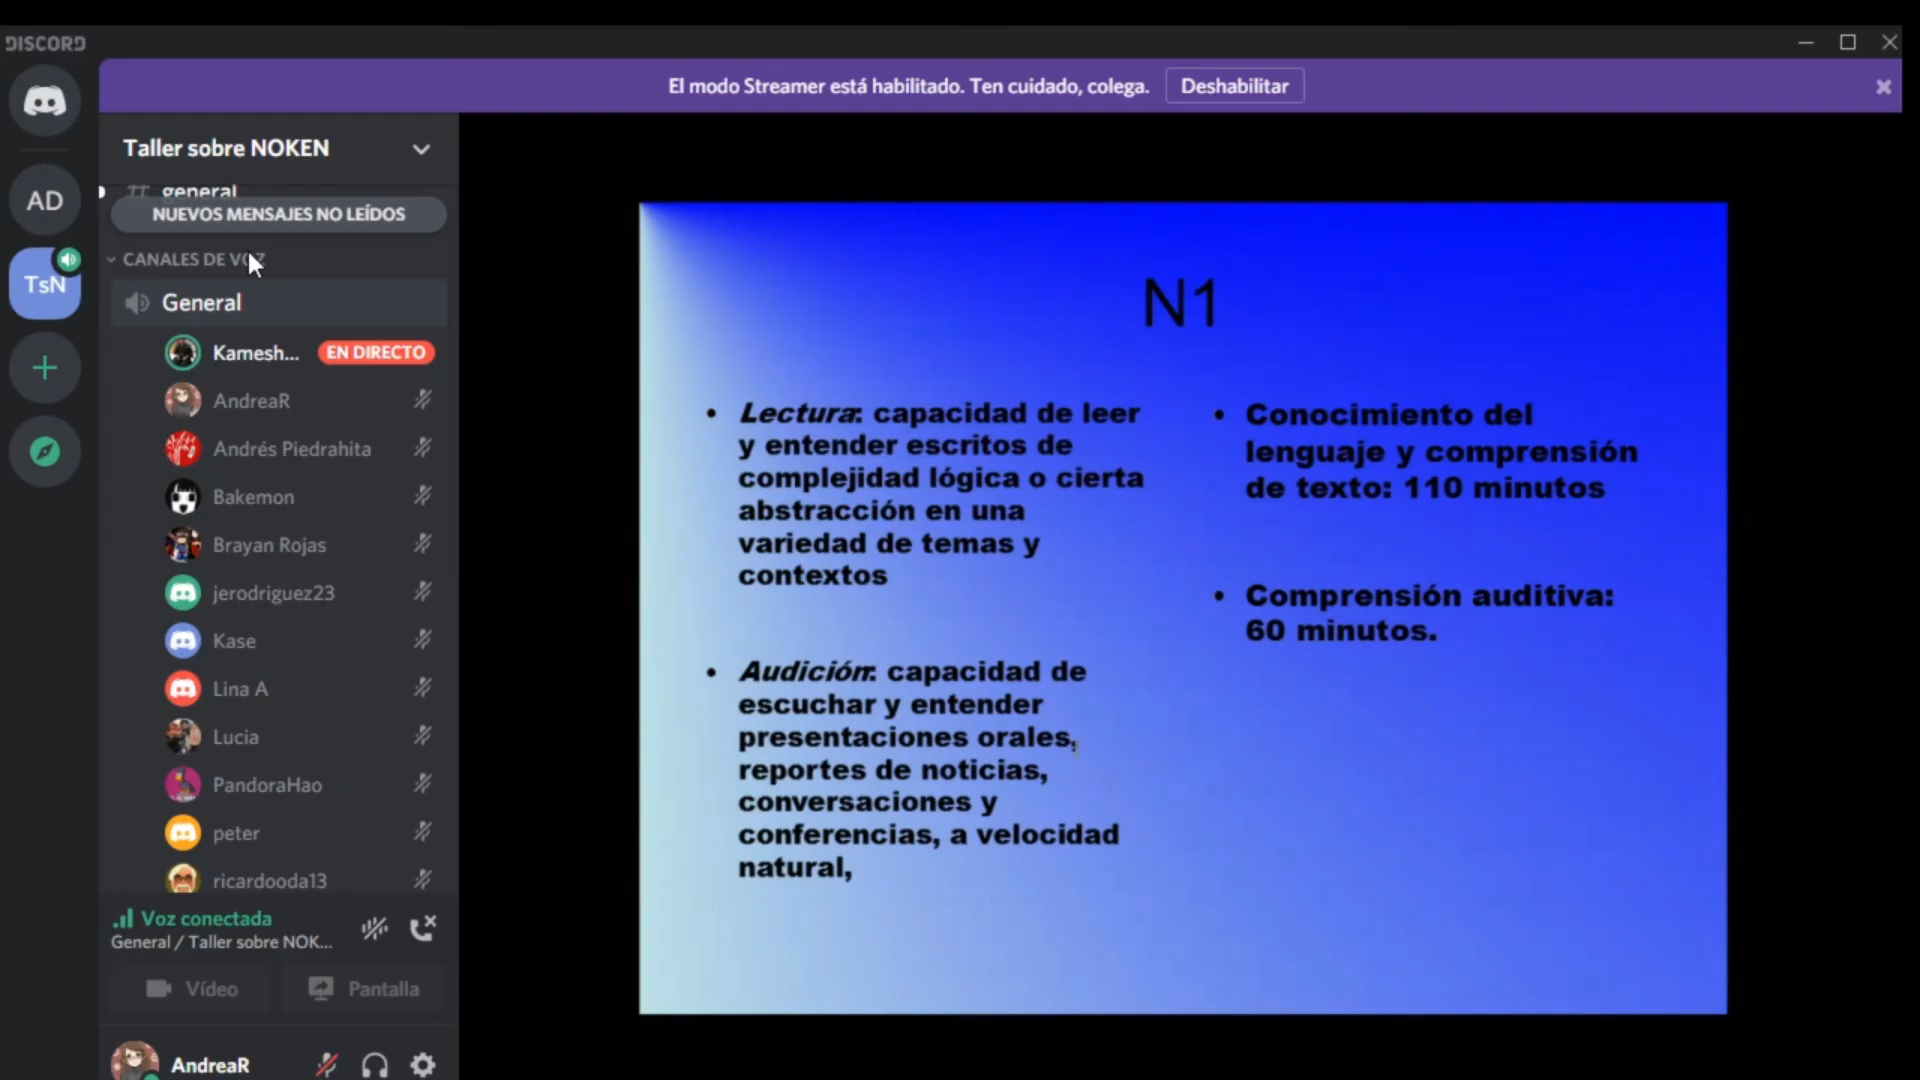 DISCORD
El modo Streamer está habilitado. Ten cuidado, colega.
Deshabilitar
AD
TsN
Taller sobre NOKEN
# general
NUEVOS MENSAJES NO LEÍDOS
CANALES DE VOZ
General
Kamesh... EN DIRECTO
AndreaR
Andrés Piedrahita
Bakemon
Brayan Rojas
jerodriguez23
Kase
Lina A
Lucia
PandoraHao
peter
ricardooda13
Voz conectada
General / Taller sobre NOK...
Vídeo
Pantalla
AndreaR
N1
• Lectura: capacidad de leer
y entender escritos de
complejidad lógica o cierta
abstracción en una
variedad de temas y
contextos
• Audición: capacidad de
escuchar y entender
presentaciones orales,
reportes de noticias,
conversaciones y
conferencias, a velocidad
natural,
• Conocimiento del
lenguaje y comprensión
de texto: 110 minutos
• Comprensión auditiva:
60 minutos.